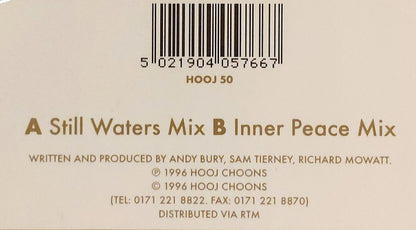 5 021904 057667
HOOJ 50
A Still Waters Mix B Inner Peace Mix
WRITTEN AND PRODUCED BY ANDY BURY, SAM TIERNEY, RICHARD MOWATT.
℗ 1996 HOOJ CHOONS
© 1996 HOOJ CHOONS
(TEL: 0171 221 8822. FAX: 0171 221 8870)
DISTRIBUTED VIA RTM